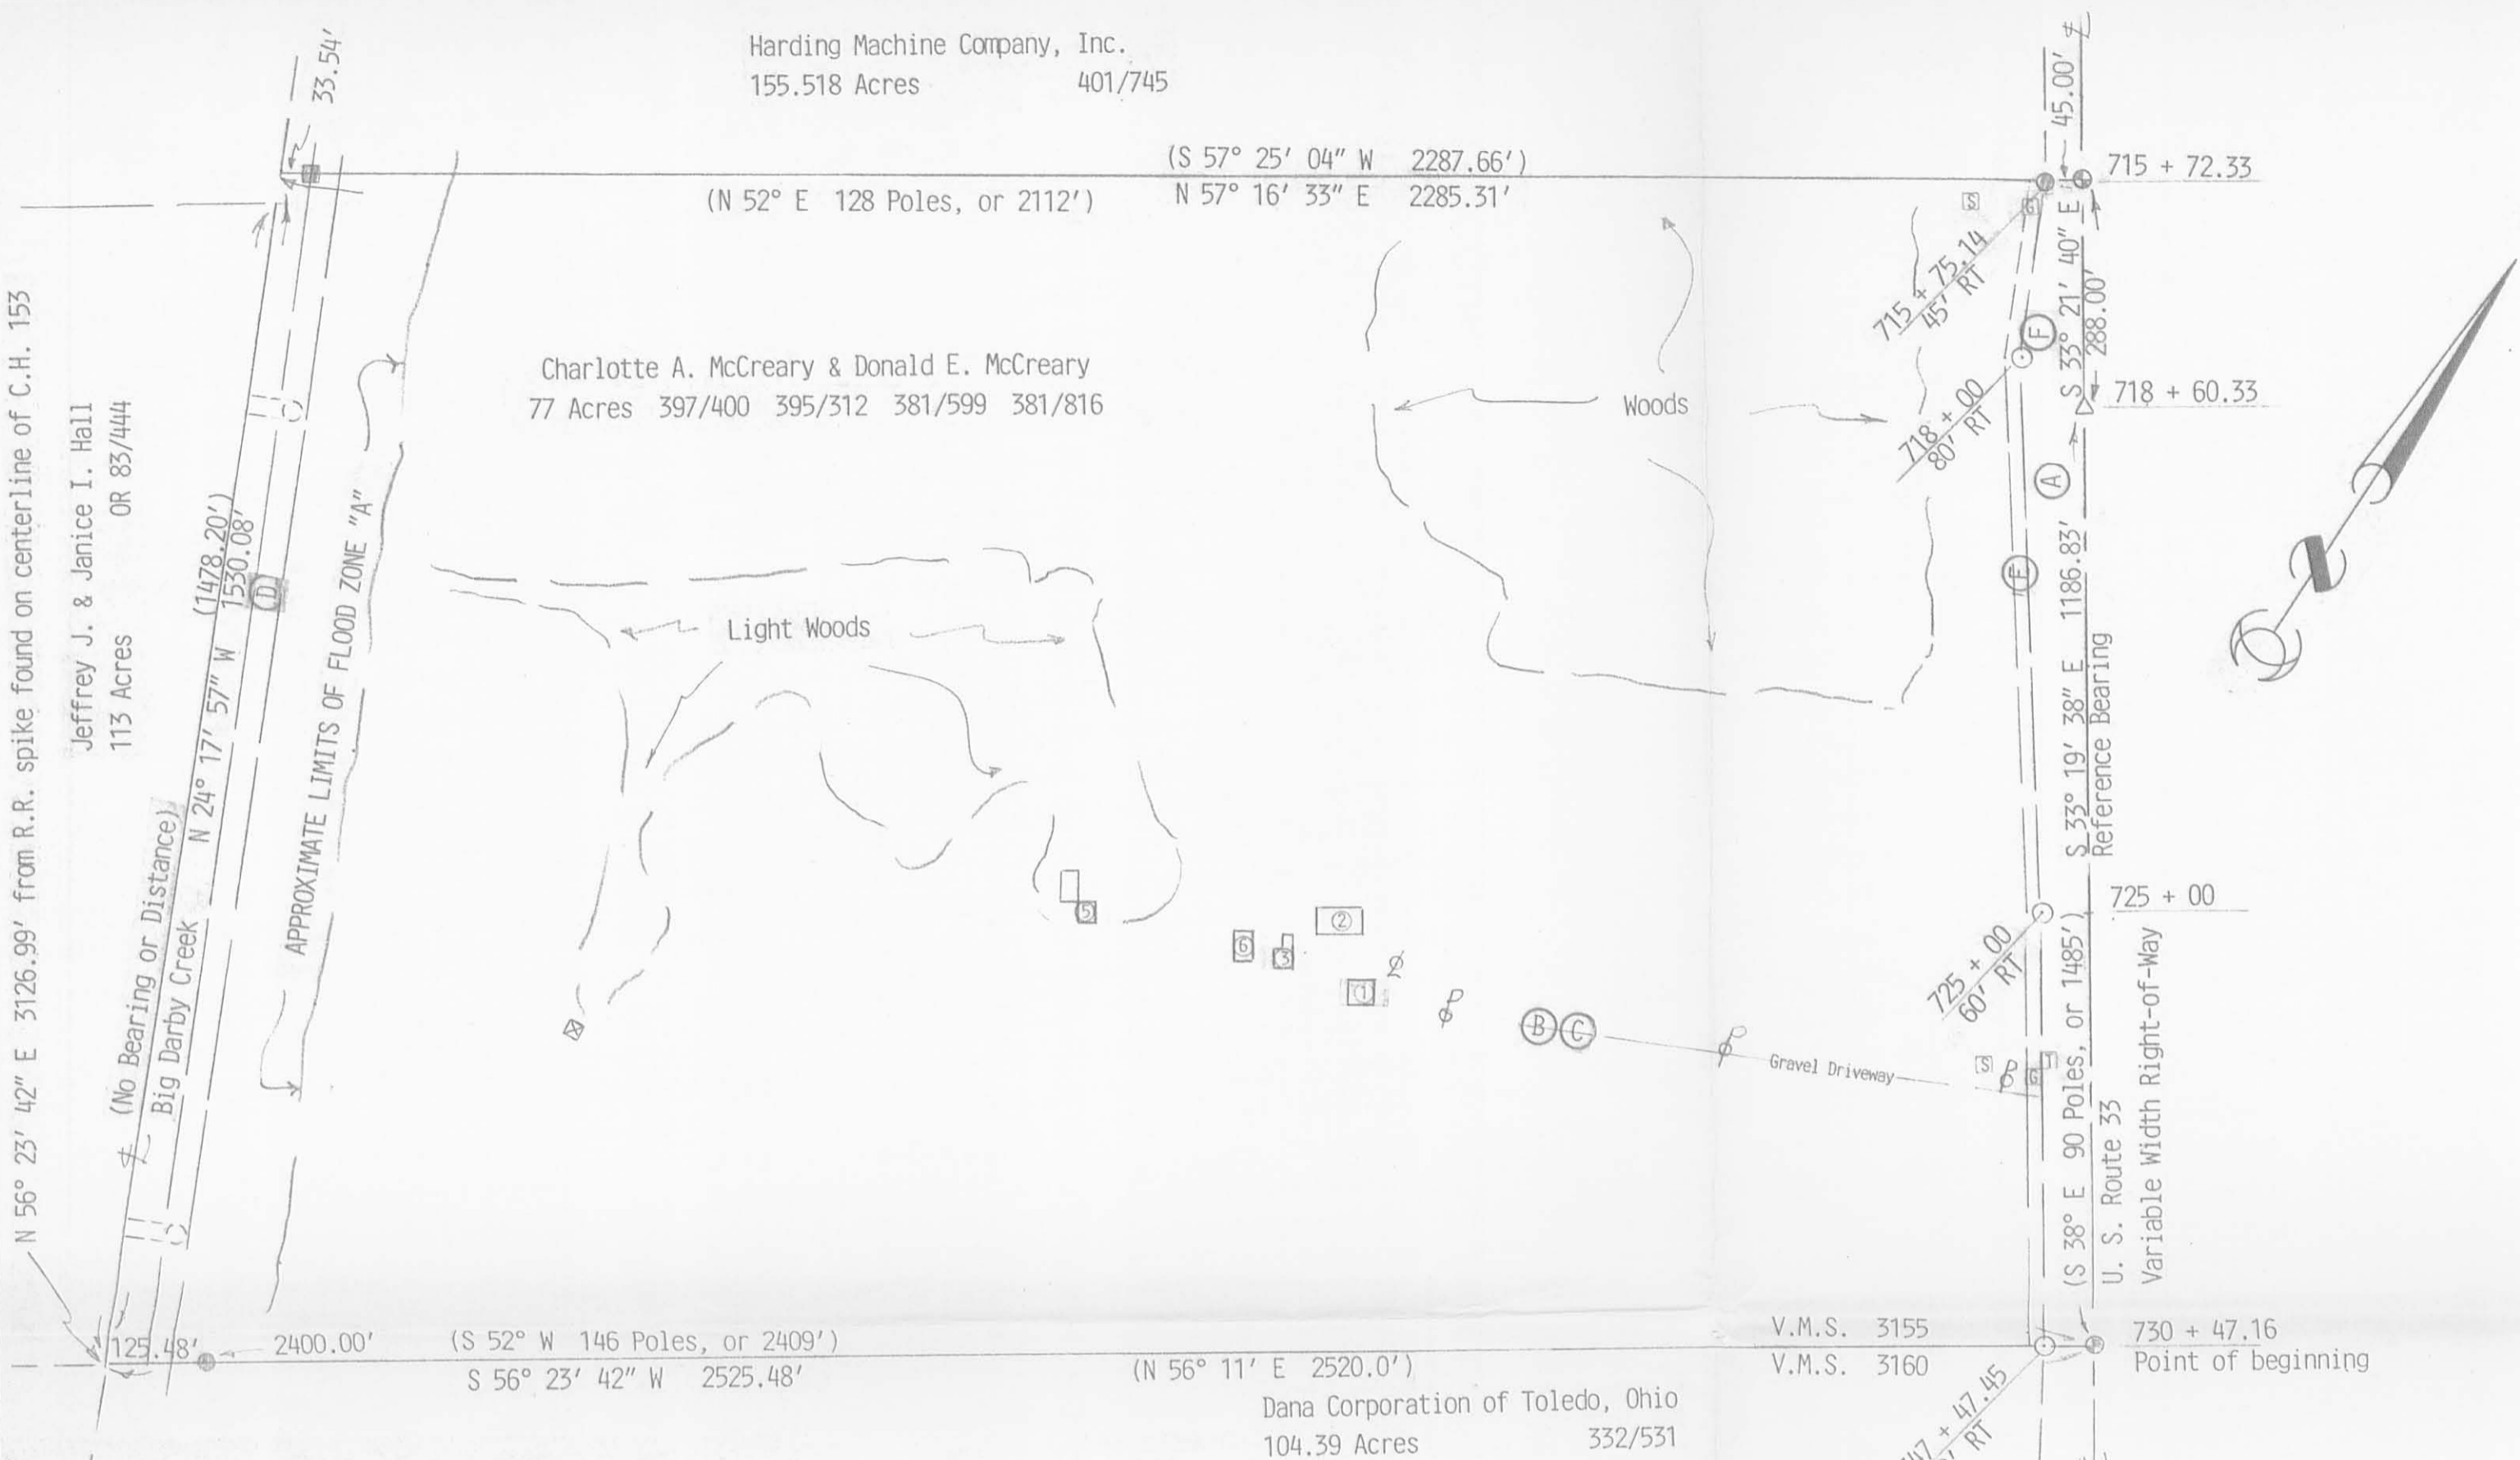 Harding Machine Company, Inc.
155.518 Acres 401/745
33.54'
45.00'
(S 57° 25' 04" W 2287.66')
N 57° 16' 33" E 2285.31'
(N 52° E 128 Poles, or 2112')
715 + 72.33
S
G
715 + 75.14
45' RT
S 33° 21' 40" E
288.00'
F
718 + 60.33
718 + 00
80' RT
Charlotte A. McCreary & Donald E. McCreary
77 Acres 397/400 395/312 381/599 381/816
Woods
A
E
S 33° 19' 38" E 1186.83'
Reference Bearing
N 56° 23' 42" E 3126.99' from R.R. spike found on centerline of C.H. 153
Jeffrey J. & Janice I. Hall
113 Acres OR 83/444
(1478.20')
N 24° 17' 57" W 1530.08'
D
(No Bearing or Distance)
Big Darby Creek
APPROXIMATE LIMITS OF FLOOD ZONE "A"
Light Woods
5
6
3
2
1
B
C
Gravel Driveway
725 + 00
725 + 00
60' RT
S
G
T
(S 38° E 90 Poles, or 1485')
U. S. Route 33
Variable Width Right-of-Way
125.48'
2400.00'
(S 52° W 146 Poles, or 2409')
S 56° 23' 42" W 2525.48'
(N 56° 11' E 2520.0')
V.M.S. 3155
V.M.S. 3160
730 + 47.16
Point of beginning
Dana Corporation of Toledo, Ohio
104.39 Acres 332/531
+ 47.45
RT